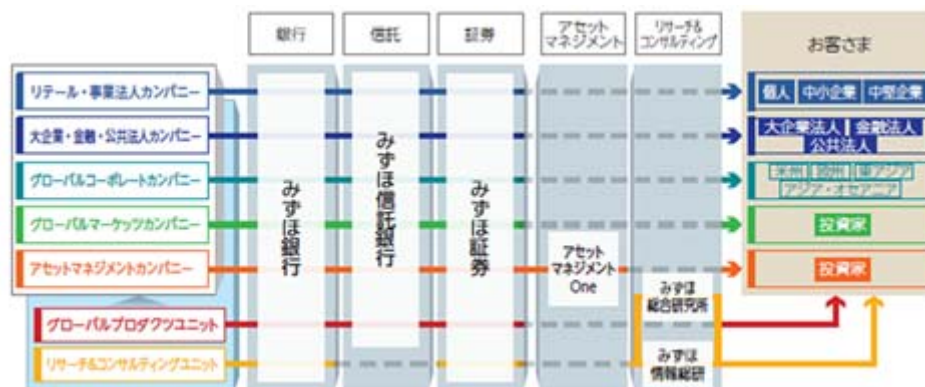 銀行
信託
証券
アセット
マネジメント
リサーチ&
コンサルティング
お客さま
リテール・事業法人カンパニー
大企業・金融・公共法人カンパニー
グローバルコーポレートカンパニー
グローバルマーケッツカンパニー
アセットマネジメントカンパニー
グローバルプロダクツユニット
リサーチ&コンサルティングユニット
みずほ銀行
みずほ信託銀行
みずほ証券
アセット
マネジメント
One
みずほ
総合研究所
みずほ
情報総研
個人 中小企業 中堅企業
大企業法人 金融法人
公共法人
米州 欧州 東アジア
アジア・オセアニア
投資家
投資家